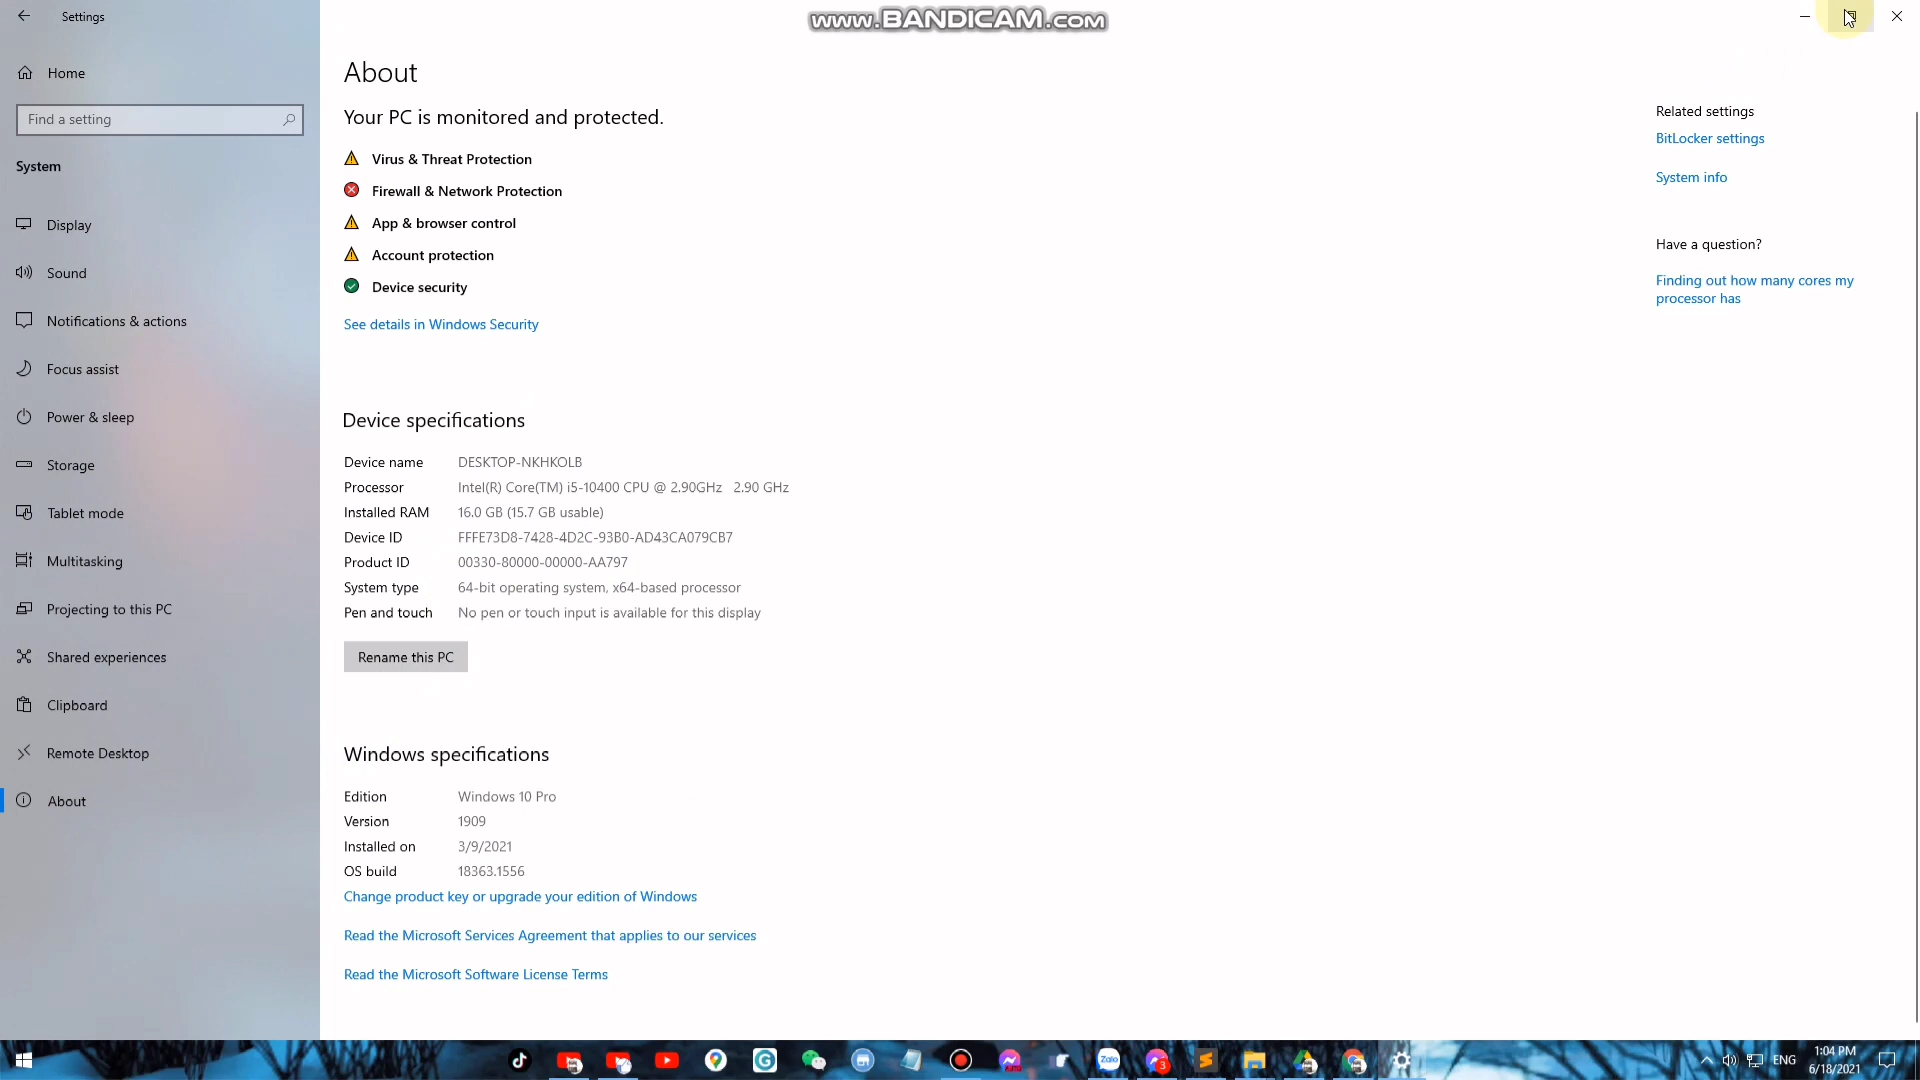 Settings
www.BANDICAM.com
Home
Find a setting
System
Display
Sound
Notifications & actions
Focus assist
Power & sleep
Storage
Tablet mode
Multitasking
Projecting to this PC
Shared experiences
Clipboard
Remote Desktop
About
About
Your PC is monitored and protected.
Virus & Threat Protection
Firewall & Network Protection
App & browser control
Account protection
Device security
See details in Windows Security
Device specifications
Device name DESKTOP-NKHKOLB
Processor Intel(R) Core(TM) i5-10400 CPU @ 2.90GHz 2.90 GHz
Installed RAM 16.0 GB (15.7 GB usable)
Device ID FFFE73D8-7428-4D2C-93B0-AD43CA079CB7
Product ID 00330-80000-00000-AA797
System type 64-bit operating system, x64-based processor
Pen and touch No pen or touch input is available for this display
Rename this PC
Windows specifications
Edition Windows 10 Pro
Version 1909
Installed on 3/9/2021
OS build 18363.1556
Change product key or upgrade your edition of Windows
Read the Microsoft Services Agreement that applies to our services
Read the Microsoft Software License Terms
Related settings
BitLocker settings
System info
Have a question?
Finding out how many cores my
processor has
Zalo
3
ENG
1:04 PM
6/18/2021